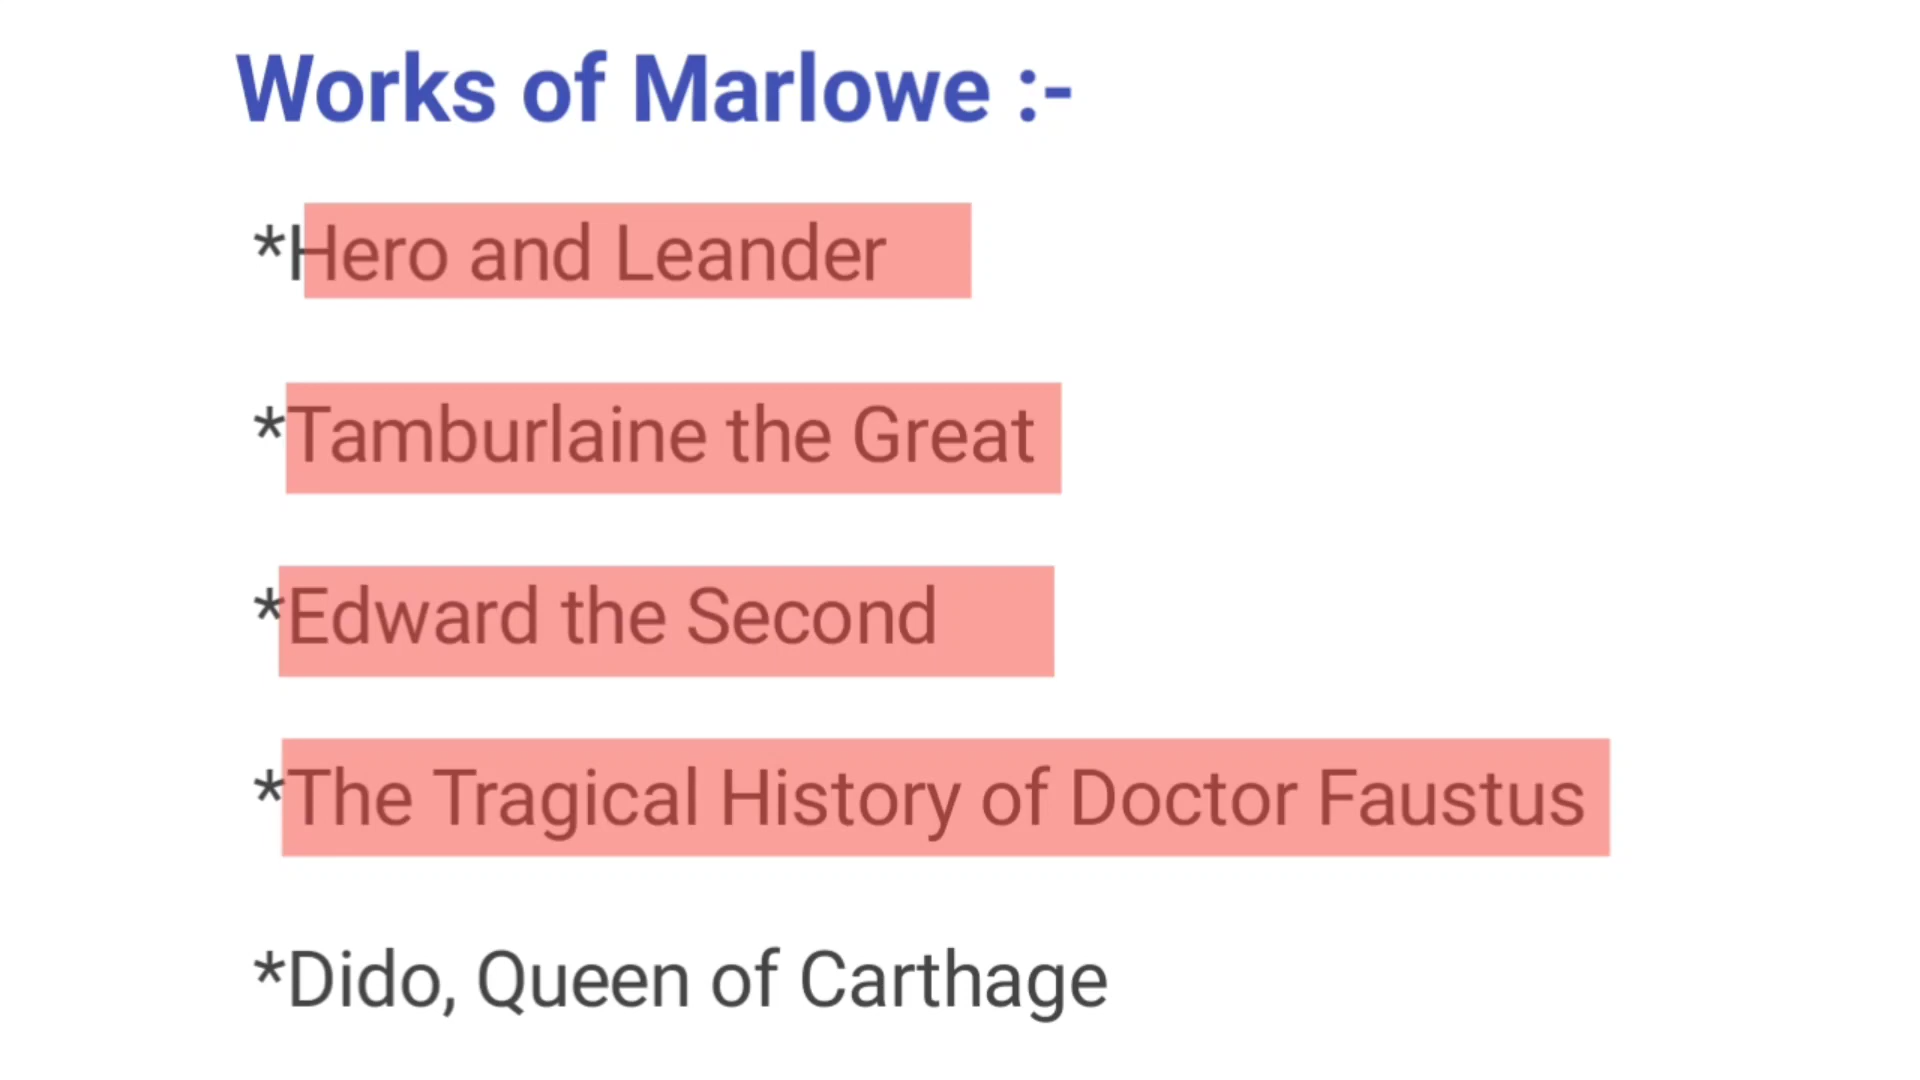 Works of Marlowe :-
*Hero and Leander
*Tamburlaine the Great
*Edward the Second
*The Tragical History of Doctor Faustus
*Dido, Queen of Carthage